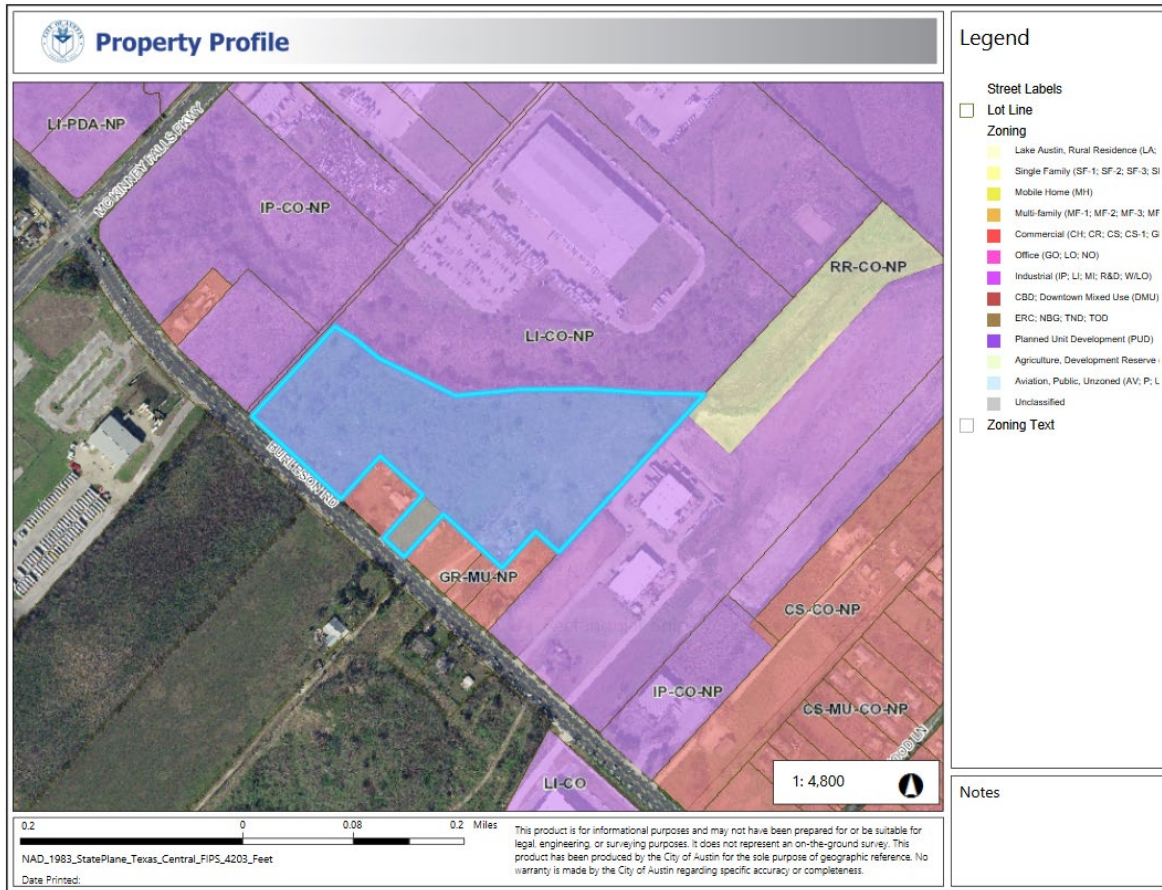 CITY OF AUSTIN
Property Profile
LI-PDA-NP
MCKINNEY FALLS PKWY
IP-CO-NP
RR-CO-NP
LI-CO-NP
BURLESON RD
GR-MU-NP
CS-CO-NP
IP-CO-NP
CS-MU-CO-NP
LI-CO
1: 4,800
Legend
Street Labels
Lot Line
Zoning
Lake Austin, Rural Residence (LA;
Single Family (SF-1; SF-2; SF-3; SI
Mobile Home (MH)
Multi-family (MF-1; MF-2; MF-3; MF
Commercial (CH; CR; CS; CS-1; GI
Office (GO; LO; NO)
Industrial (IP; LI; MI; R&D; W/LO)
CBD; Downtown Mixed Use (DMU)
ERC; NBG; TND; TOD
Planned Unit Development (PUD)
Agriculture, Development Reserve
Aviation, Public, Unzoned (AV; P; L
Unclassified
Zoning Text
Notes
0.2 0 0.08 0.2 Miles
NAD_1983_StatePlane_Texas_Central_FIPS_4203_Feet
Date Printed:
This product is for informational purposes and may not have been prepared for or be suitable for
legal, engineering, or surveying purposes. It does not represent an on-the-ground survey. This
product has been produced by the City of Austin for the sole purpose of geographic reference. No
warranty is made by the City of Austin regarding specific accuracy or completeness.